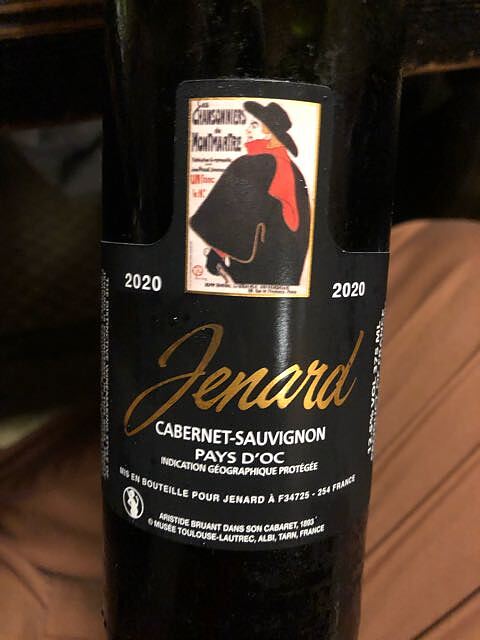 Les
CHANSONNIERS
de
MONTMARTRE
2020
2020
Jenard
CABERNET-SAUVIGNON
PAYS D'OC
INDICATION GÉOGRAPHIQUE PROTÉGÉE
MIS EN BOUTEILLE POUR JENARD À F34725 - 254 FRANCE
ARISTIDE BRUANT DANS SON CABARET, 1893
© MUSÉE TOULOUSE-LAUTREC, ALBI, TARN, FRANCE